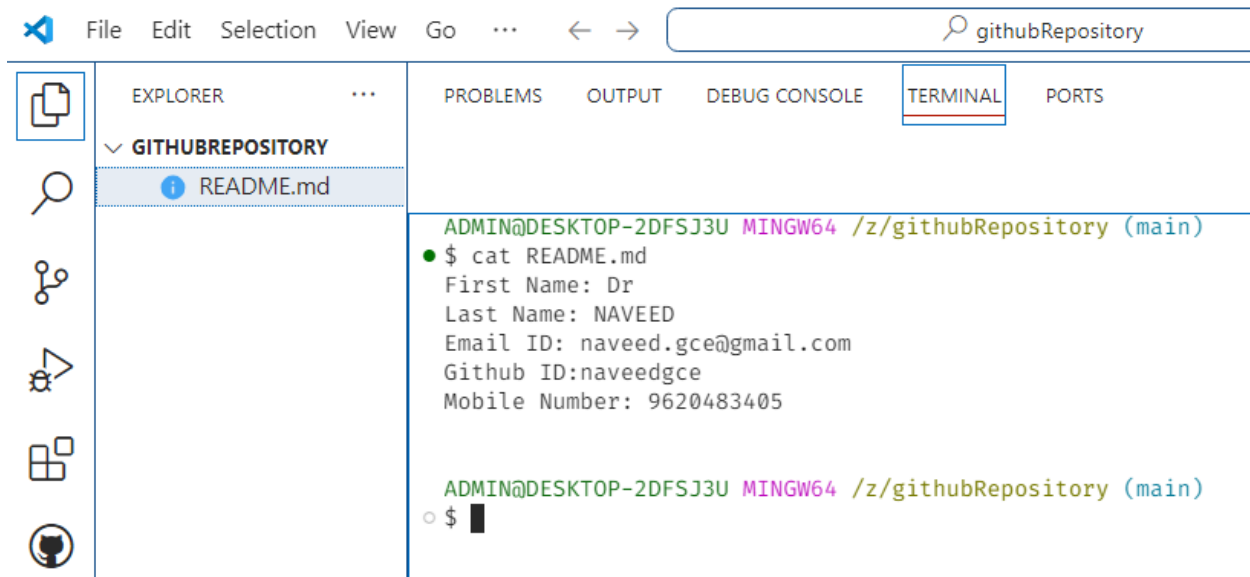 File Edit Selection View Go ··· ← → githubRepository
EXPLORER ···
PROBLEMS OUTPUT DEBUG CONSOLE TERMINAL PORTS
GITHUBREPOSITORY
README.md
ADMIN@DESKTOP-2DFSJ3U MINGW64 /z/githubRepository (main)
$ cat README.md
First Name: Dr
Last Name: NAVEED
Email ID: naveed.gce@gmail.com
Github ID:naveedgce
Mobile Number: 9620483405
ADMIN@DESKTOP-2DFSJ3U MINGW64 /z/githubRepository (main)
$